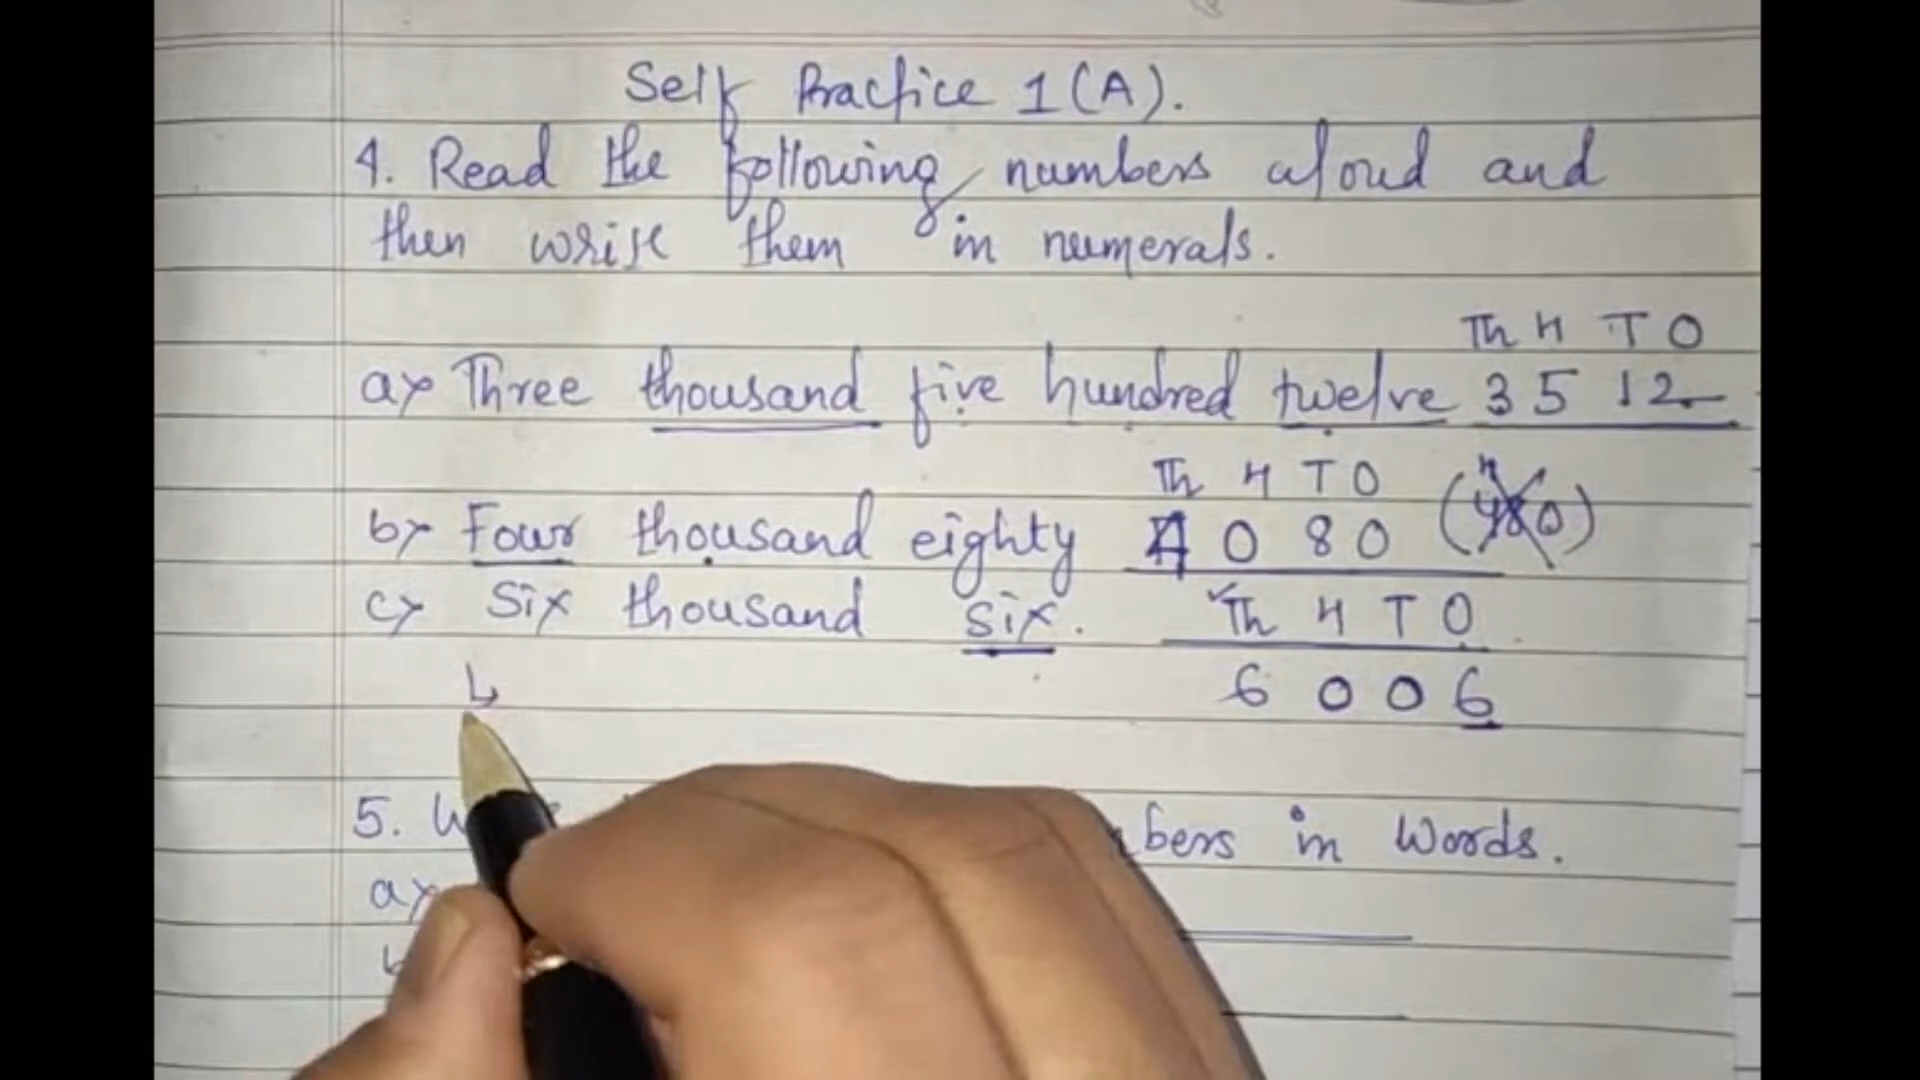 Self Practice 1(A).
4. Read the following numbers aloud and
then write them in numerals.
Th H T O
a) Three thousand five hundred twelve 3 5 1 2
Th H T O
b) Four thousand eighty 4 0 8 0 (480)
c) Six thousand six. Th H T O
6 0 0 6
5. in Words.
a)